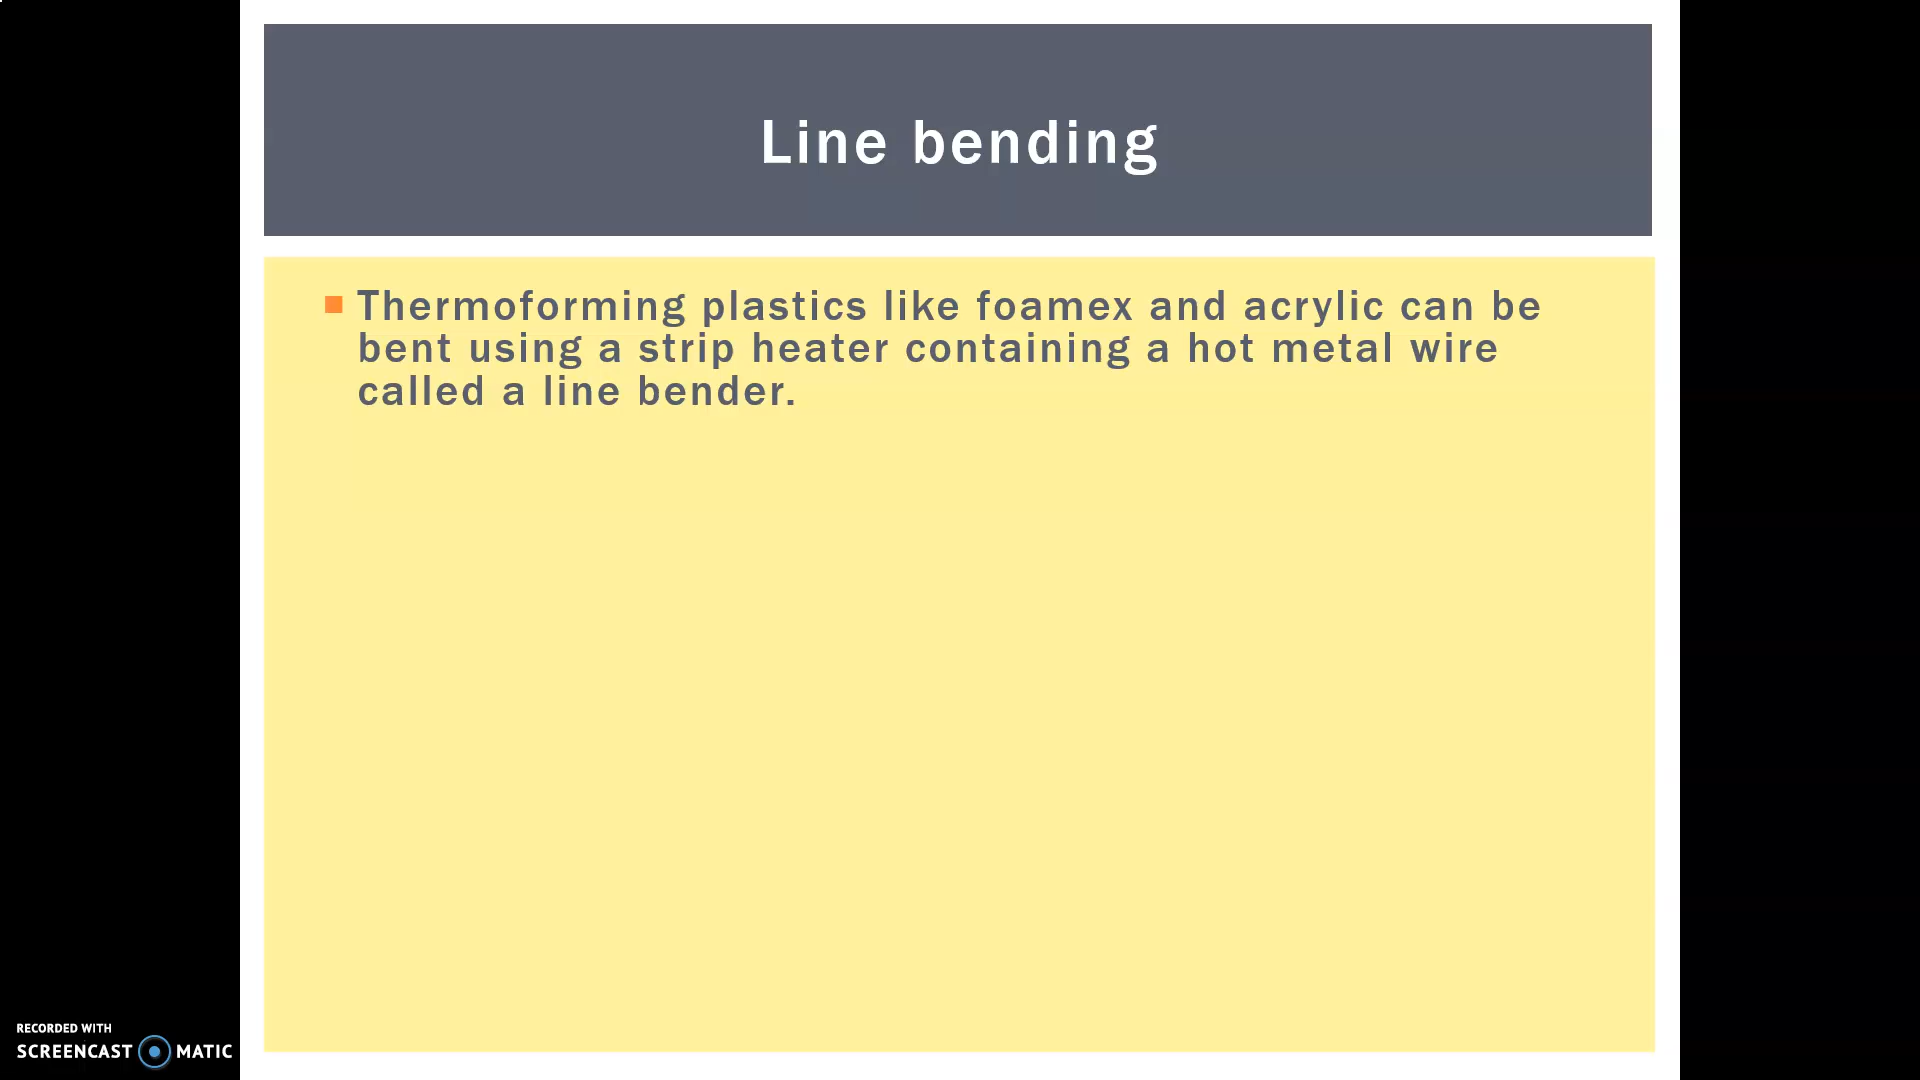 Line bending
Thermoforming plastics like foamex and acrylic can be
bent using a strip heater containing a hot metal wire
called a line bender.
RECORDED WITH
SCREENCAST MATIC